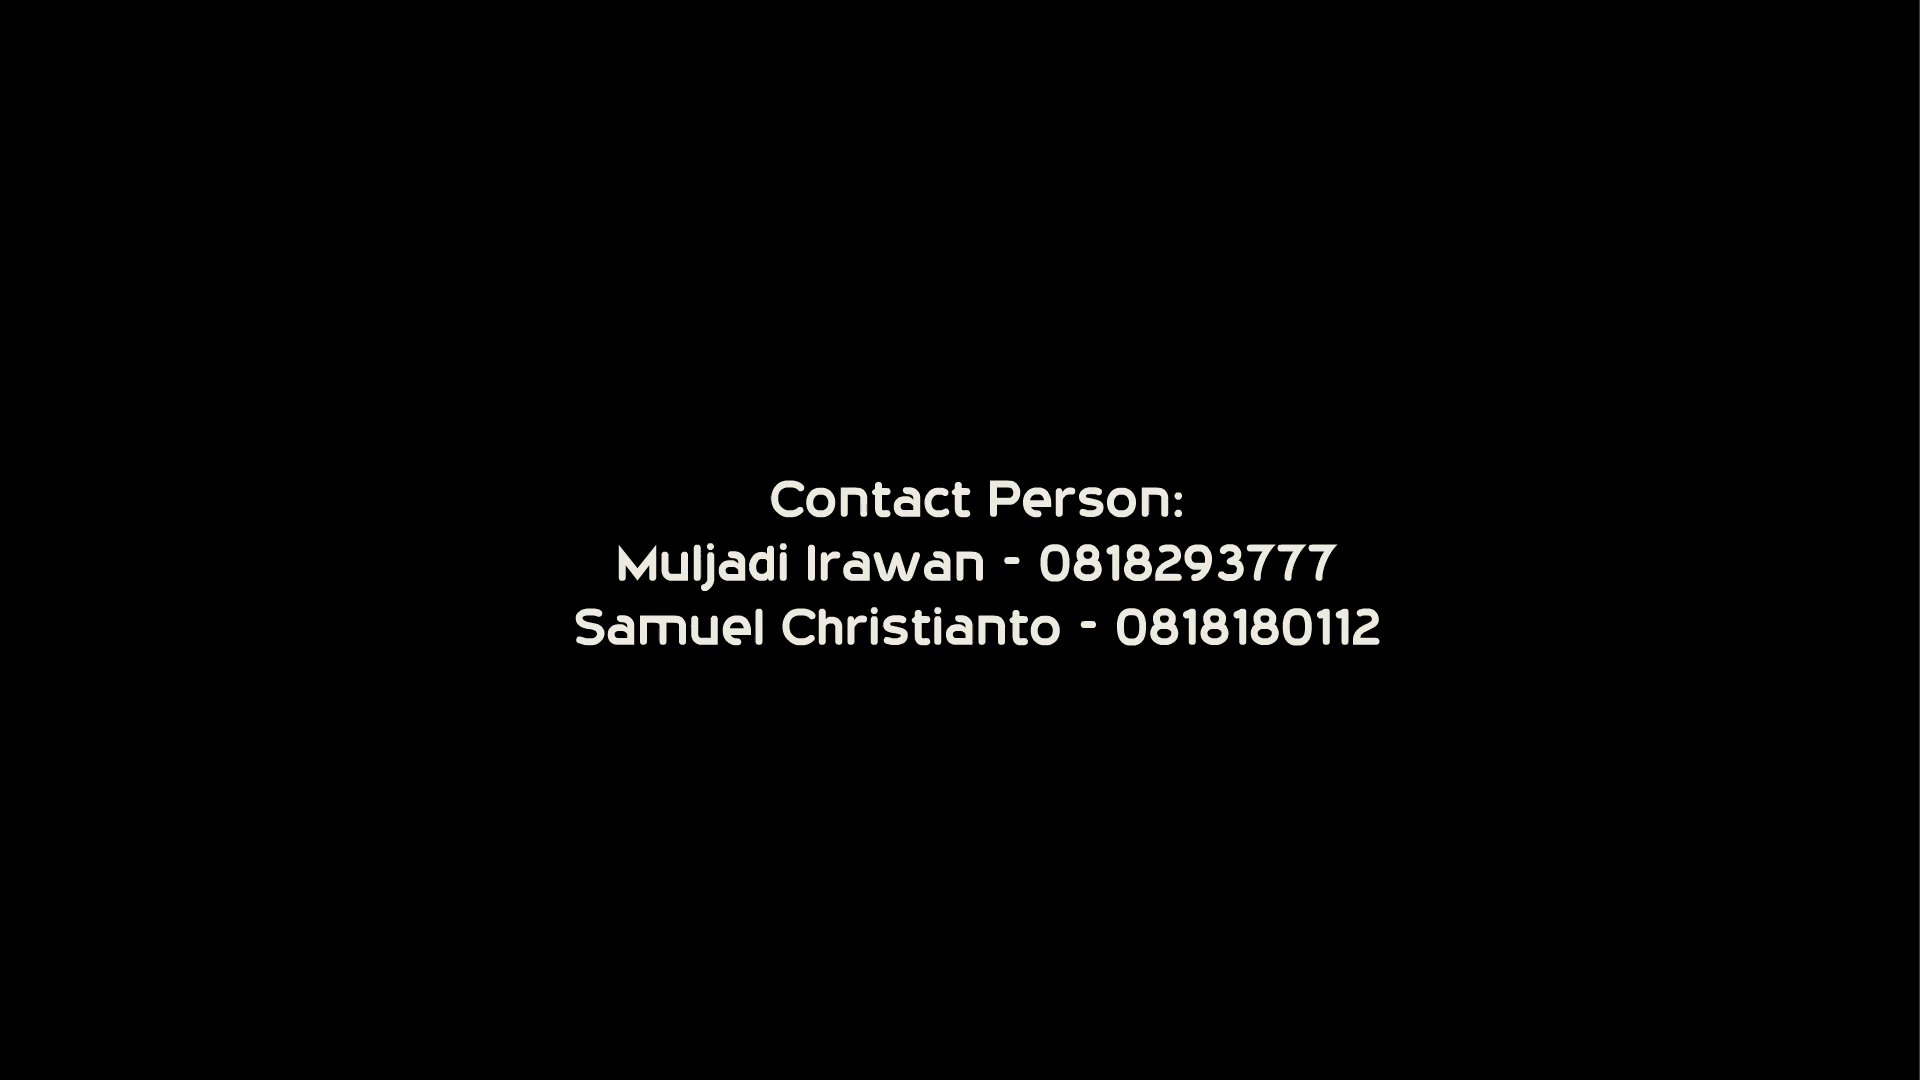 Contact Person:
Muljadi Irawan - 0818293777
Samuel Christianto - 0818180112